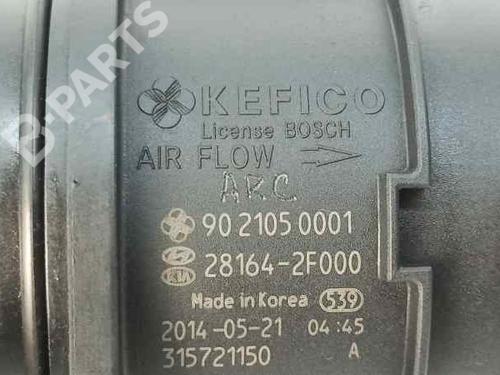 B-PARTS
KEFICO
License BOSCH
AIR FLOW
ARC
90 2105 0001
28164-2F000
KIA
Made in Korea 539
2014-05-21 04:45
315721150 A